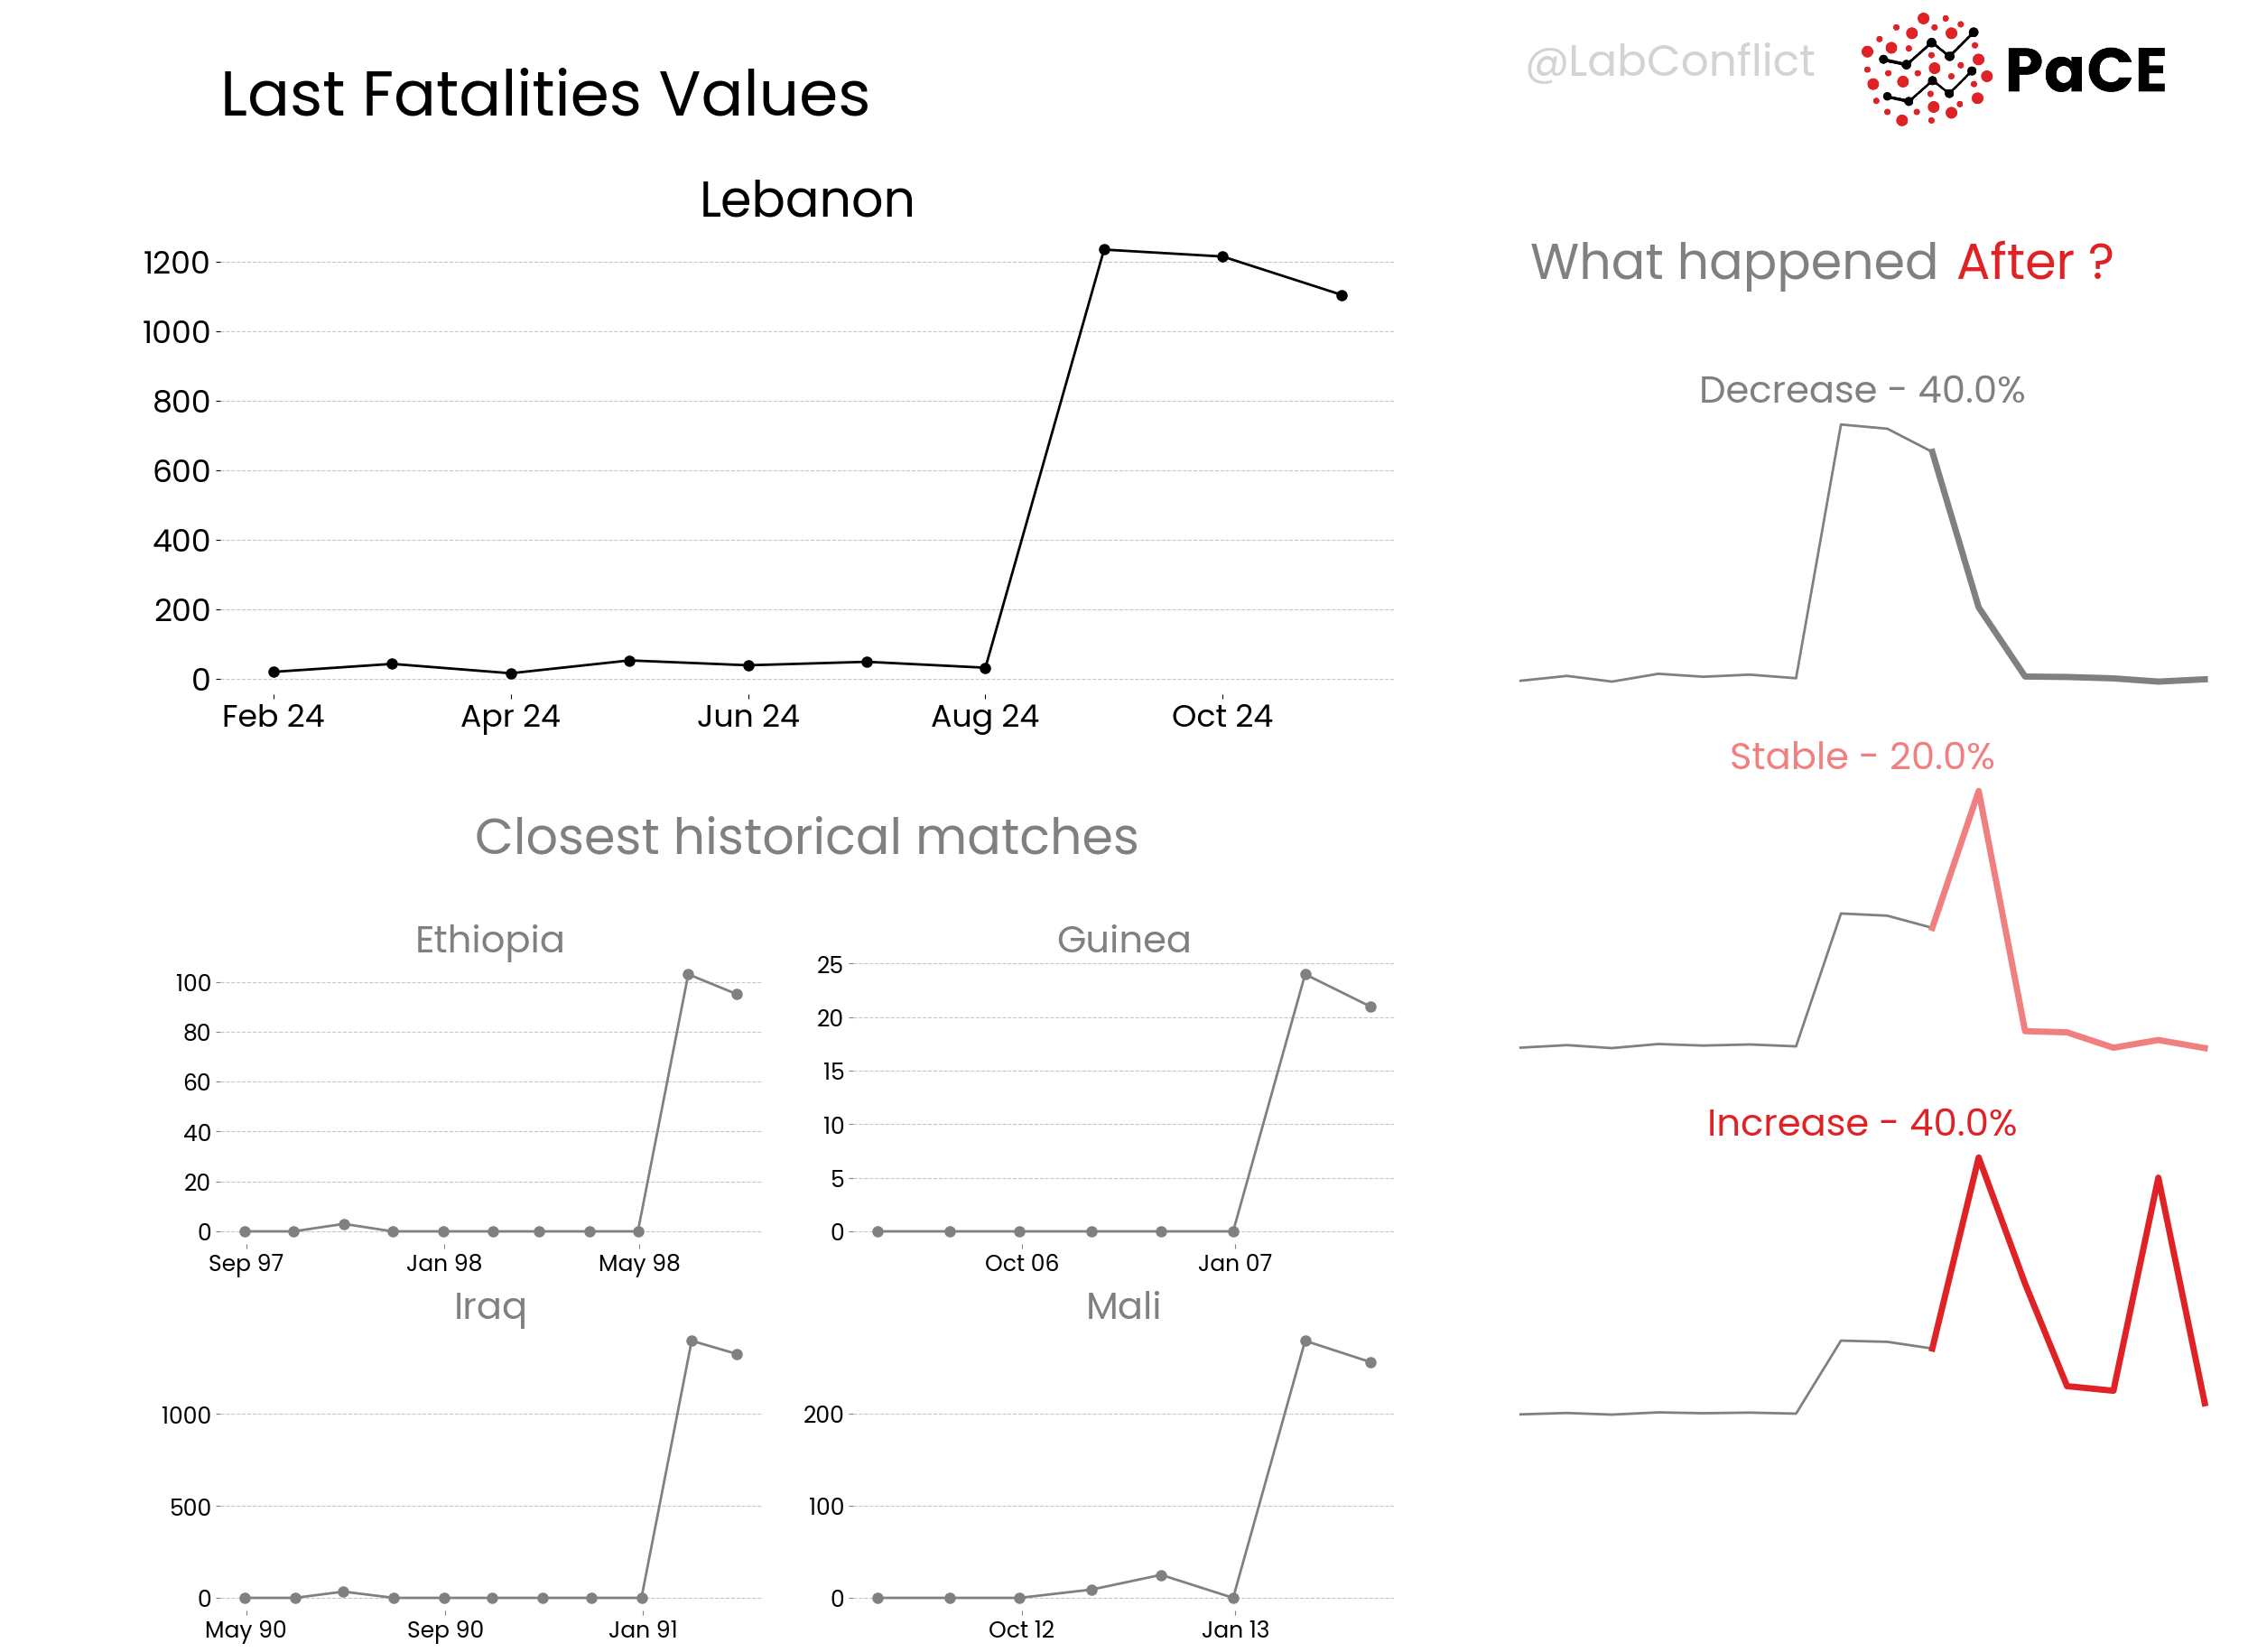 @LabConflict
PaCE
Last Fatalities Values
Lebanon
1200
1000
800
600
400
200
0
Feb 24 Apr 24 Jun 24 Aug 24 Oct 24
What happened After ?
Decrease - 40.0%
Stable - 20.0%
Increase - 40.0%
Closest historical matches
Ethiopia
100
80
60
40
20
0
Sep 97 Jan 98 May 98
Guinea
25
20
15
10
5
0
Oct 06 Jan 07
Iraq
1000
500
0
May 90 Sep 90 Jan 91
Mali
200
100
0
Oct 12 Jan 13